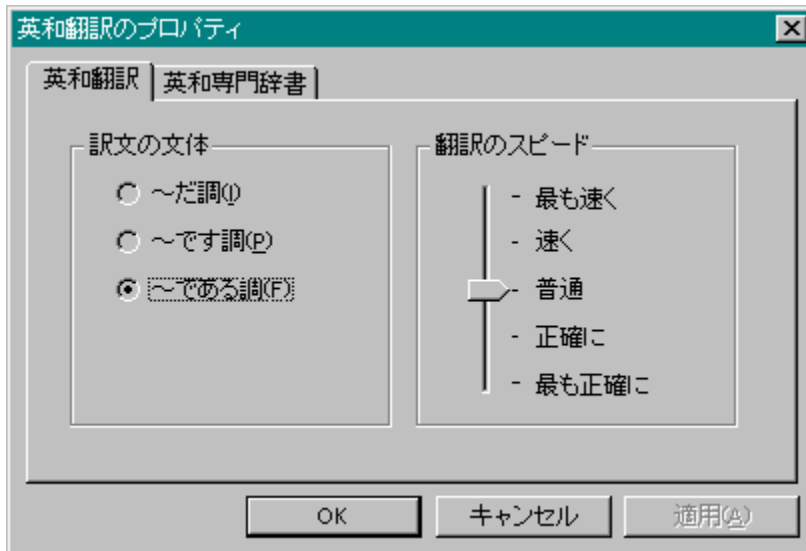 英和翻訳のプロパティ
英和翻訳
英和専門辞書
訳文の文体
～だ調(I)
～です調(P)
～である調(F)
翻訳のスピード
- 最も速く
- 速く
- 普通
- 正確に
- 最も正確に
OK
キャンセル
適用(A)